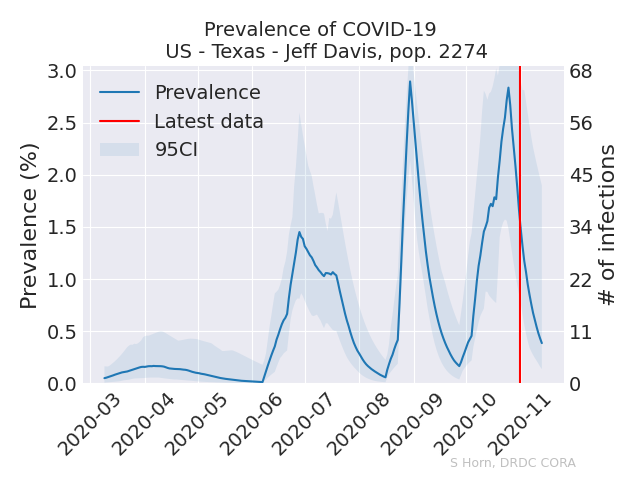 Prevalence of COVID-19
US - Texas - Jeff Davis, pop. 2274
Prevalence (%)
3.0
2.5
2.0
1.5
1.0
0.5
0.0
Prevalence
Latest data
95CI
68
56
45
34
22
11
0
# of infections
2020-03
2020-04
2020-05
2020-06
2020-07
2020-08
2020-09
2020-10
2020-11
S Horn, DRDC CORA